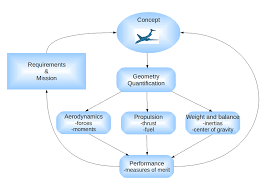 Concept
Requirements
&
Mission
Geometry
Quantification
Aerodynamics
-forces
-moments
Propulsion
-thrust
-fuel
Weight and balance
-inertias
-center of gravity
Performance
-measures of merit